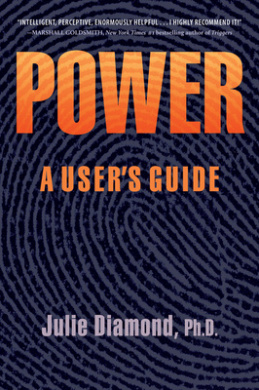 "INTELLIGENT, PERCEPTIVE, ENORMOUSLY HELPFUL . . . I HIGHLY RECOMMEND IT!"
—MARSHALL GOLDSMITH, New York Times #1 bestselling author of Triggers
POWER
A USER'S GUIDE
Julie Diamond, Ph.D.